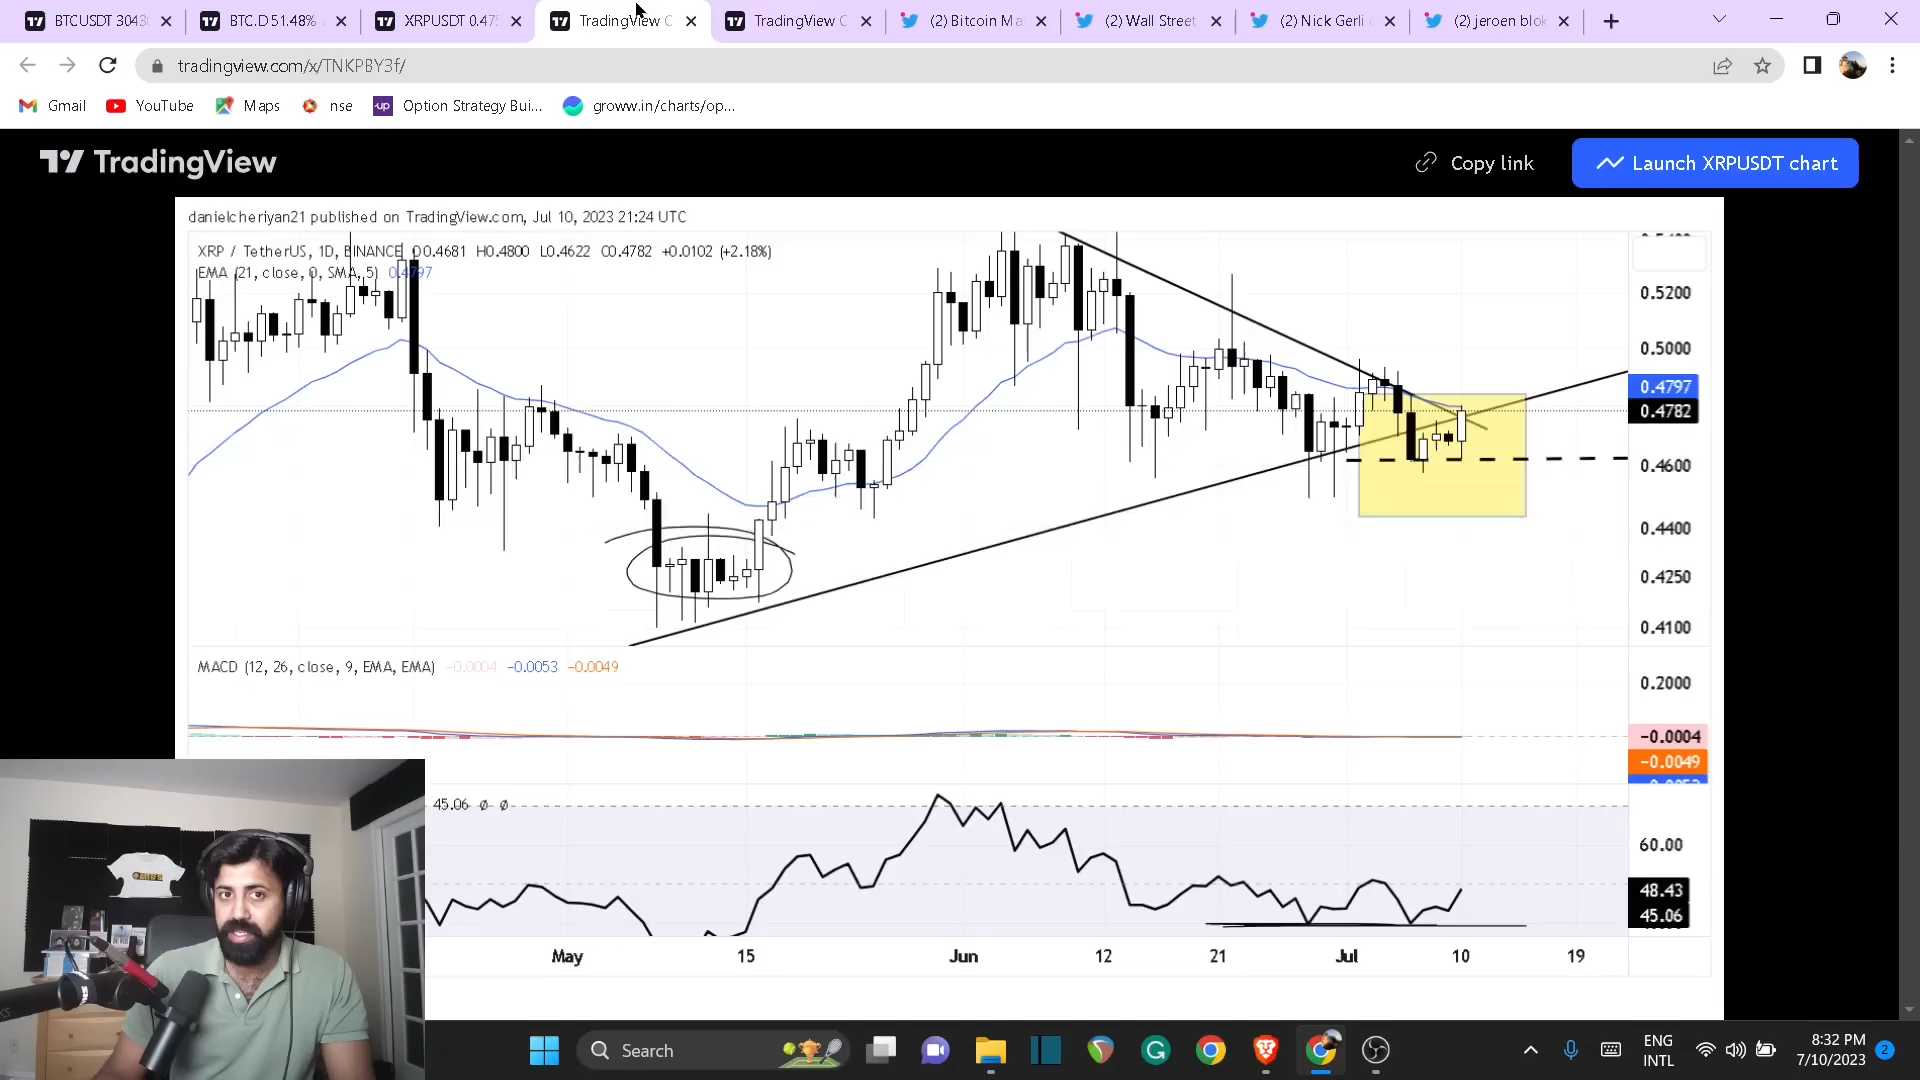 BTCUSDT 3043
BTC.D 51.48%
XRPUSDT 0.47
TradingView C
TradingView C
(2) Bitcoin Ma
(2) Wall Street
(2) Nick Gerli
(2) jeroen blok
tradingview.com/x/TNKPBY3f/
Gmail
YouTube
Maps
nse
up
Option Strategy Bui...
groww.in/charts/op...
TradingView
Copy link
Launch XRPUSDT chart
danielcheriyan21 published on TradingView.com, Jul 10, 2023 21:24 UTC
XRP / TetherUS, 1D, BINANCE O0.4681 H0.4800 L0.4622 C0.4782 +0.0102 (+2.18%)
EMA (21, close, 0, SMA, 5) 0.4797
0.5200
0.5000
0.4797
0.4782
0.4600
0.4400
0.4250
0.4100
MACD (12, 26, close, 9, EMA, EMA) -0.0004 -0.0053 -0.0049
0.2000
-0.0004
-0.0049
45.06 ø ø
60.00
48.43
45.06
May
15
Jun
12
21
Jul
10
19
Search
ENG
INTL
8:32 PM
7/10/2023
2